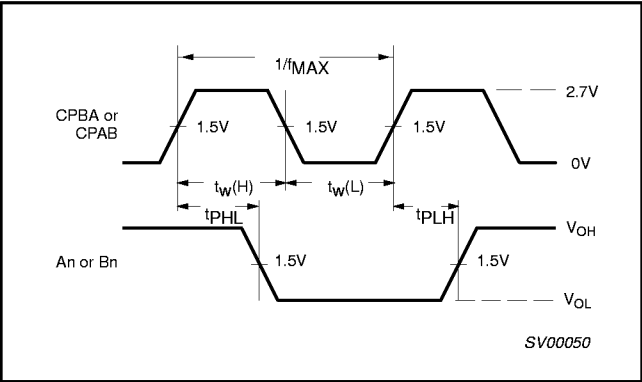 1/fMAX
2.7V
CPBA or
CPAB
1.5V
1.5V
1.5V
0V
tw(H)
tw(L)
tPHL
tPLH
VOH
An or Bn
1.5V
1.5V
VOL
SV00050